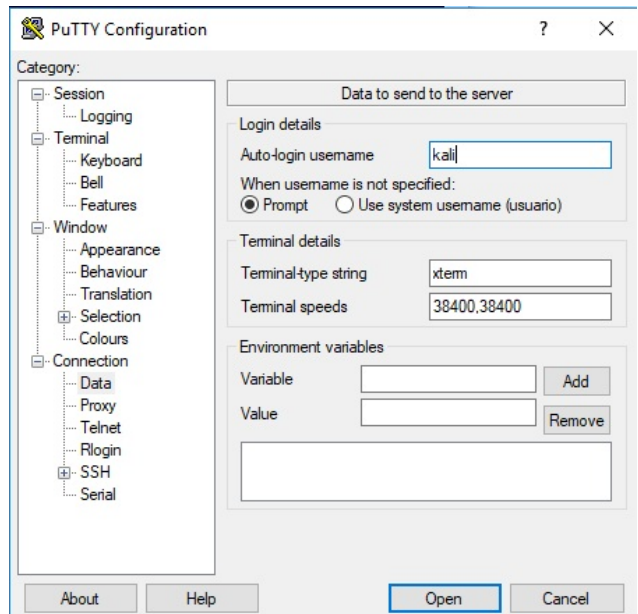 PuTTY Configuration
?
Category:
Session
Logging
Terminal
Keyboard
Bell
Features
Window
Appearance
Behaviour
Translation
Selection
Colours
Connection
Data
Proxy
Telnet
Rlogin
SSH
Serial
Data to send to the server
Login details
Auto-login username kali
When username is not specified:
Prompt Use system username (usuario)
Terminal details
Terminal-type string xterm
Terminal speeds 38400,38400
Environment variables
Variable Add
Value Remove
About Help Open Cancel